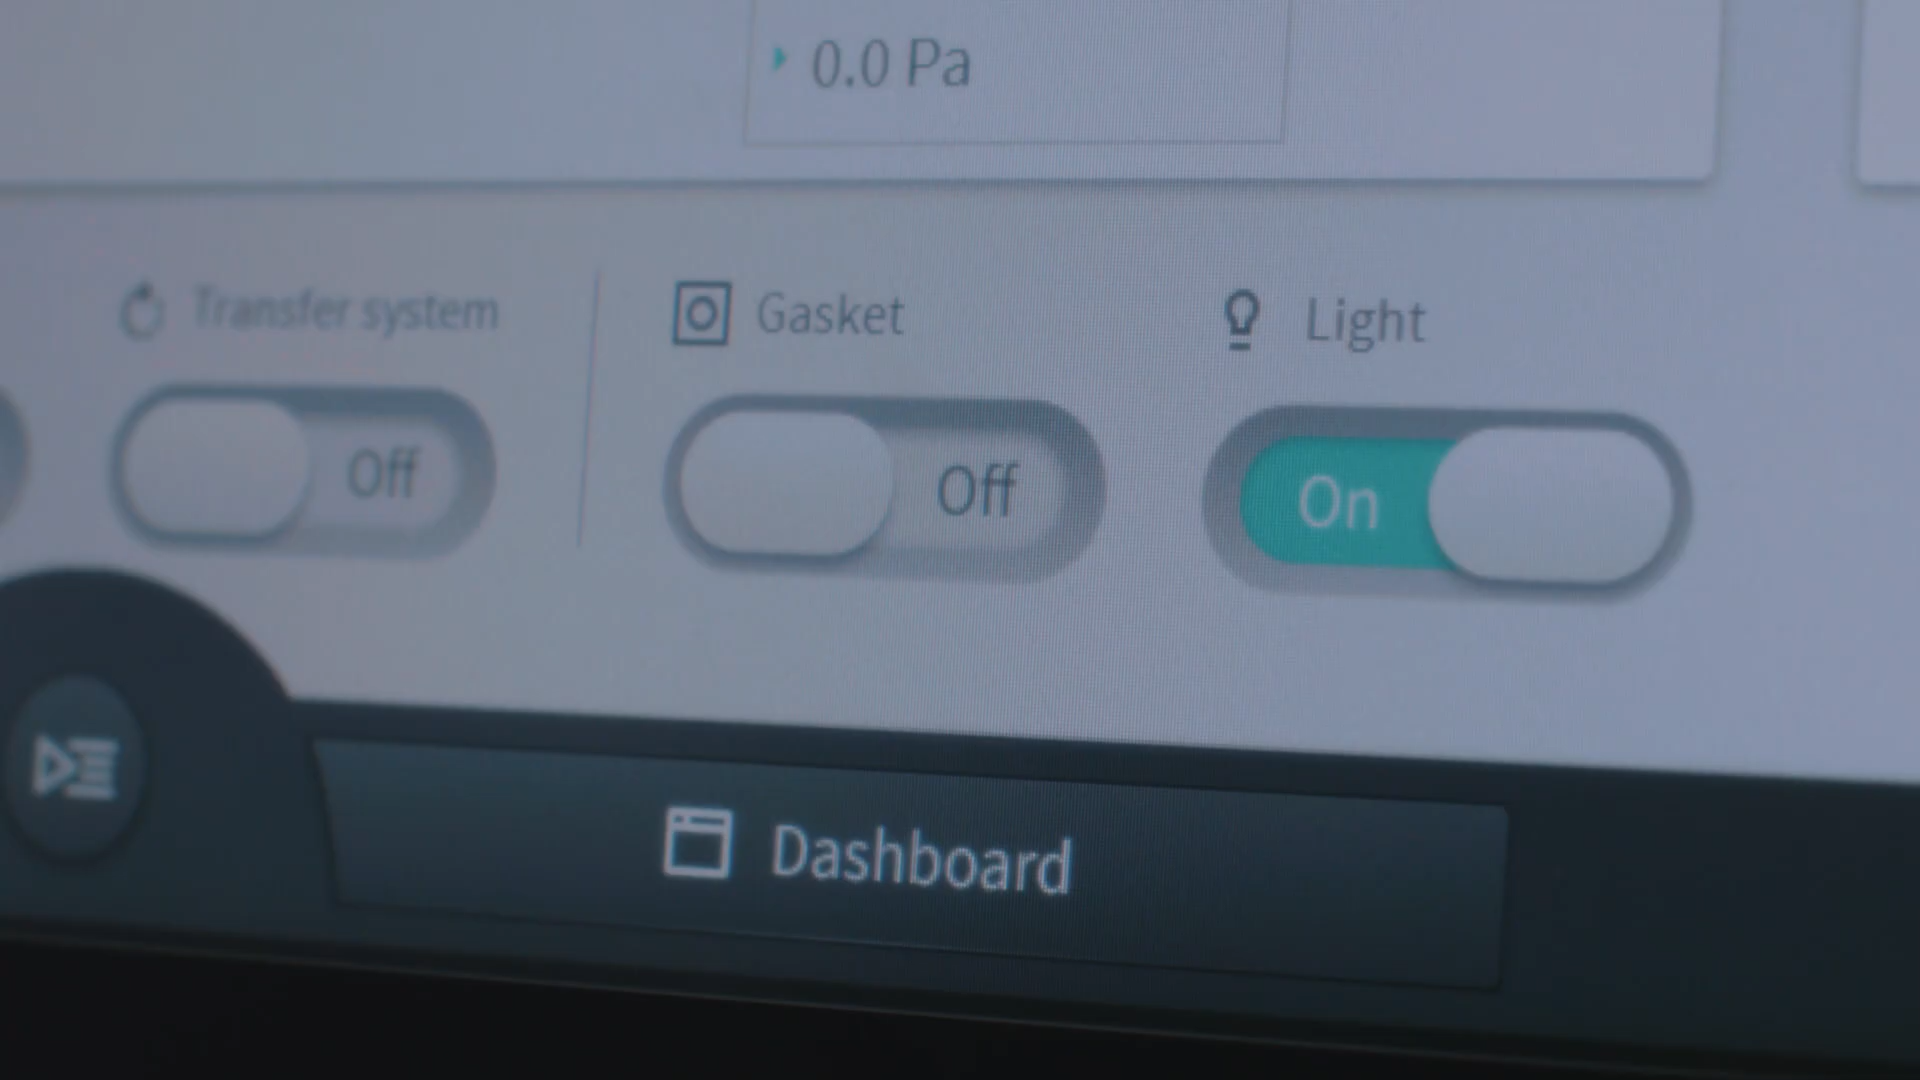 0.0 Pa
Transfer system
Gasket
Light
Off
Off
On
Dashboard